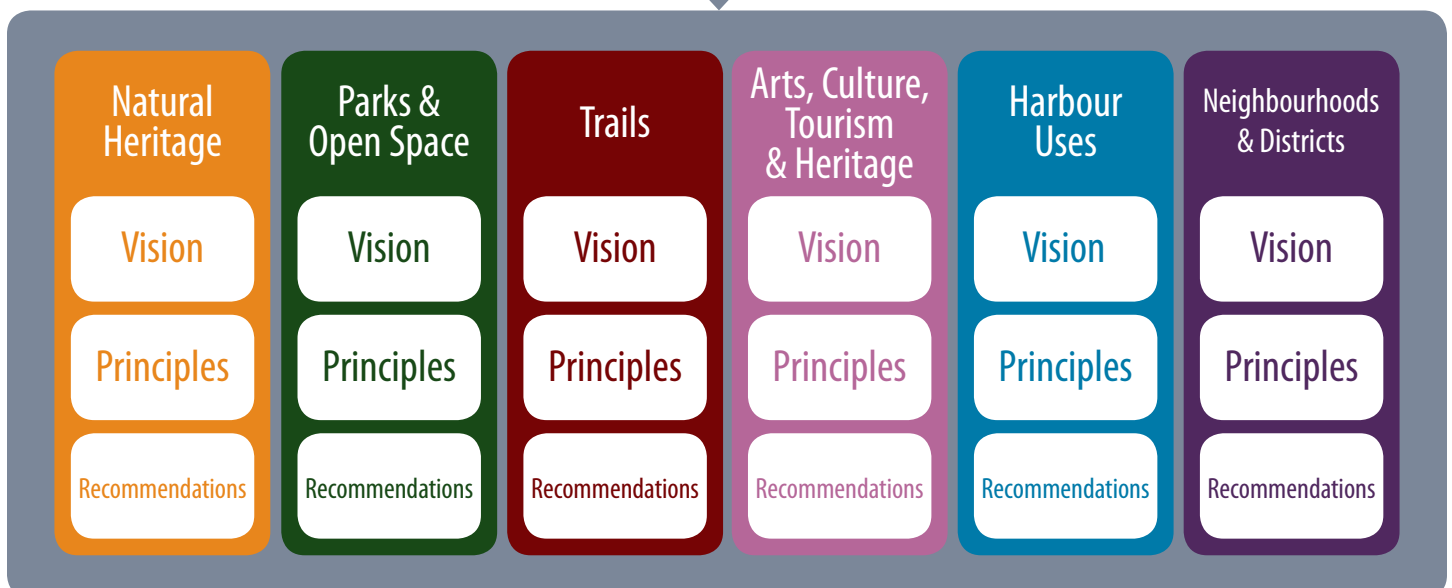 Natural
Heritage
Vision
Principles
Recommendations
Parks &
Open Space
Vision
Principles
Recommendations
Trails
Vision
Principles
Recommendations
Arts, Culture,
Tourism
& Heritage
Vision
Principles
Recommendations
Harbour
Uses
Vision
Principles
Recommendations
Neighbourhoods
& Districts
Vision
Principles
Recommendations